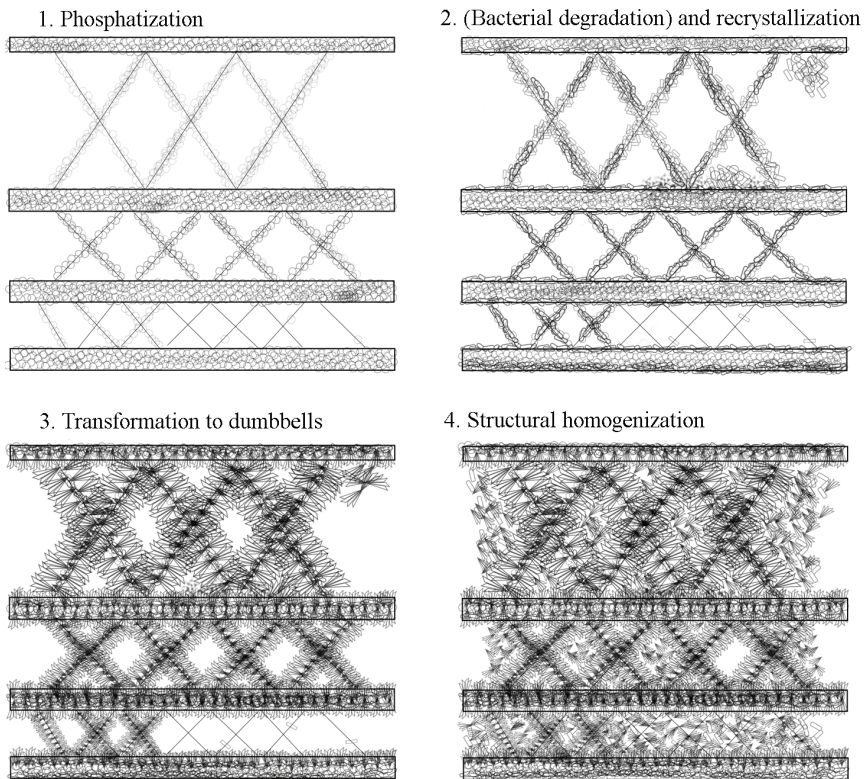 1. Phosphatization
2. (Bacterial degradation) and recrystallization
3. Transformation to dumbbells
4. Structural homogenization